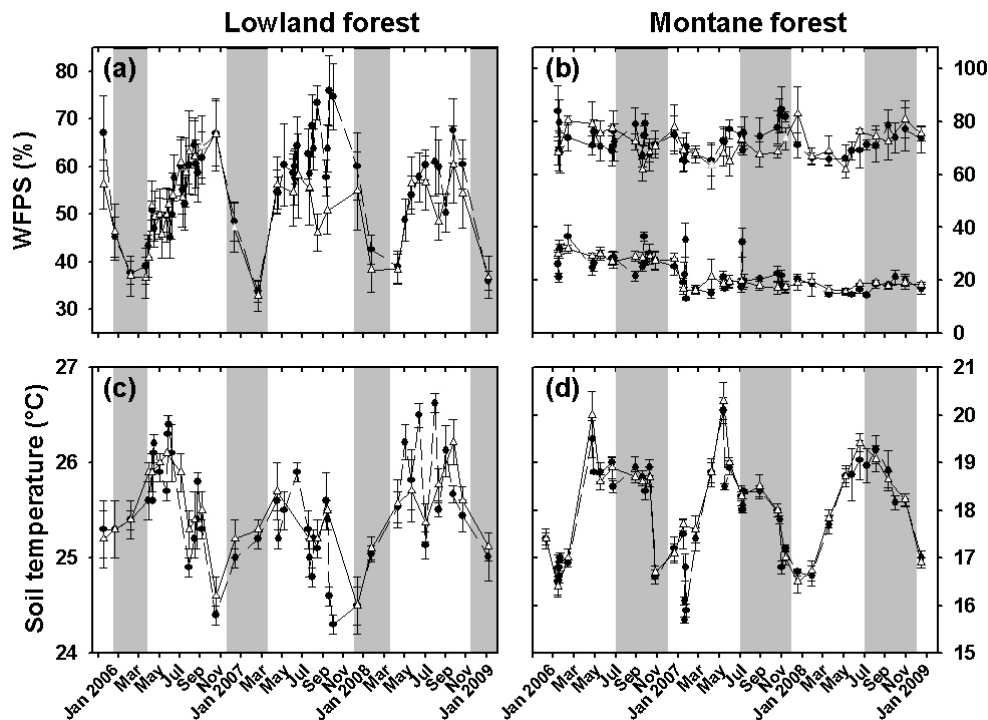 Lowland forest
Montane forest
(a)
(b)
WFPS (%)
80
70
60
50
40
30
100
80
60
40
20
0
(c)
(d)
Soil temperature (°C)
27
26
25
24
21
20
19
18
17
16
15
Jan 2006
Mar
May
Jul
Sep
Nov
Jan 2007
Mar
May
Jul
Sep
Nov
Jan 2008
Mar
May
Jul
Sep
Nov
Jan 2009
Jan 2006
Mar
May
Jul
Sep
Nov
Jan 2007
Mar
May
Jul
Sep
Nov
Jan 2008
Mar
May
Jul
Sep
Nov
Jan 2009